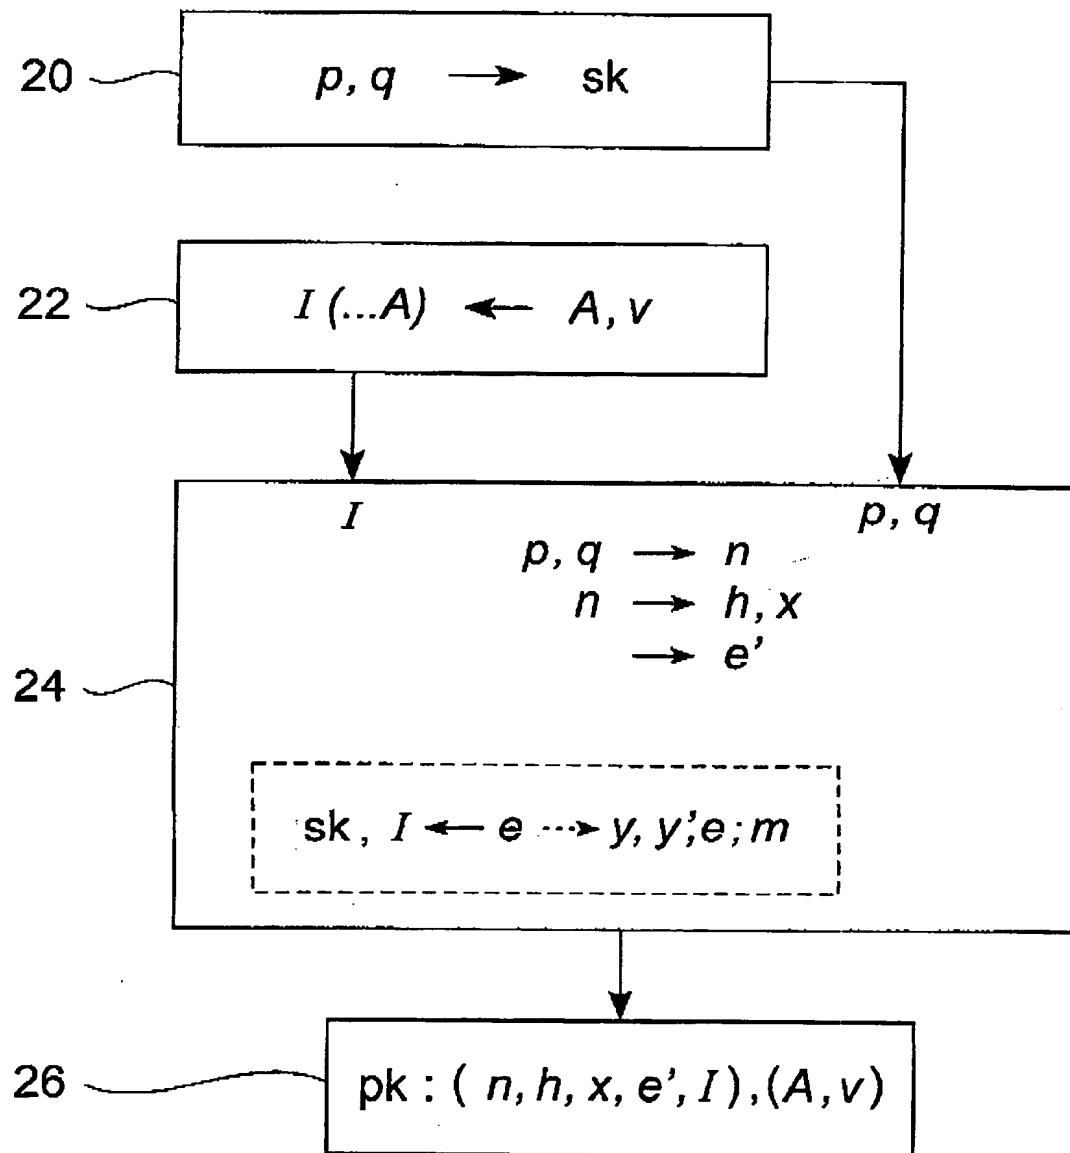 20 p, q → sk
22 I (...A) ← A, v
I p, q
p, q → n
n → h, x
→ e'
24
sk, I ← e ⋯→ y, y',e;m
26 pk : ( n, h, x, e', I ),(A, v)